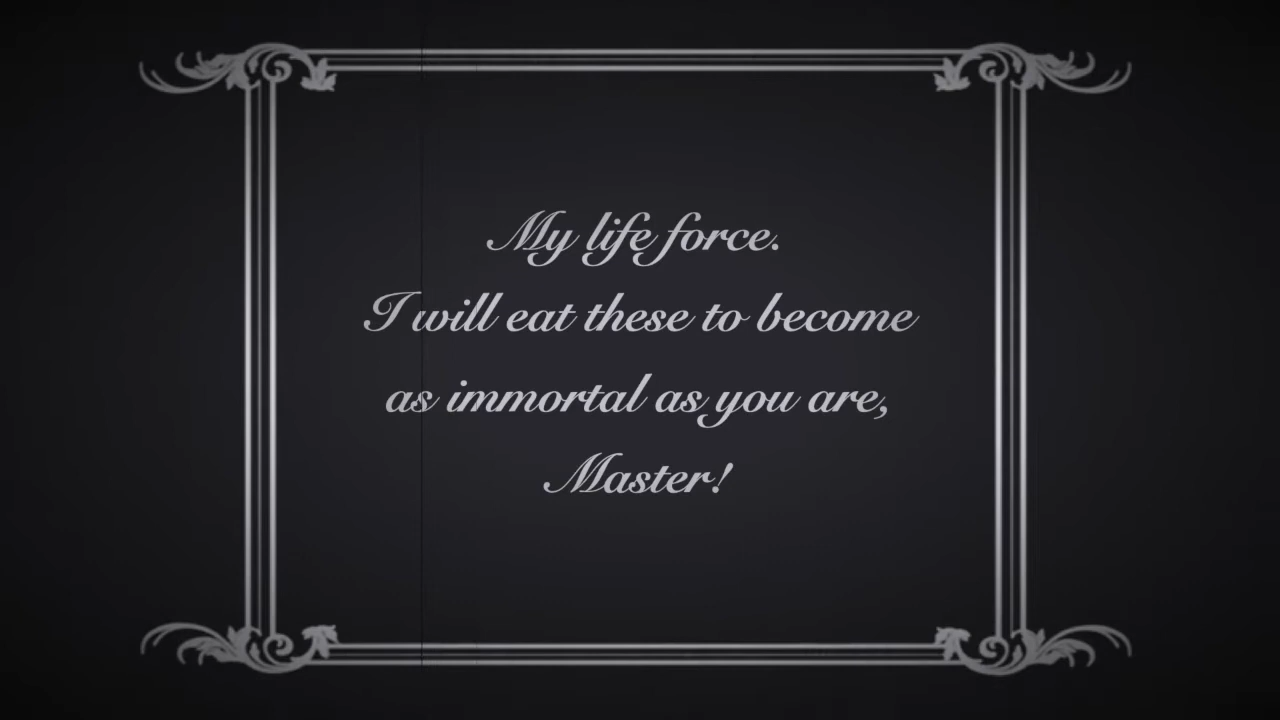 My life force.
I will eat these to become
as immortal as you are,
Master!